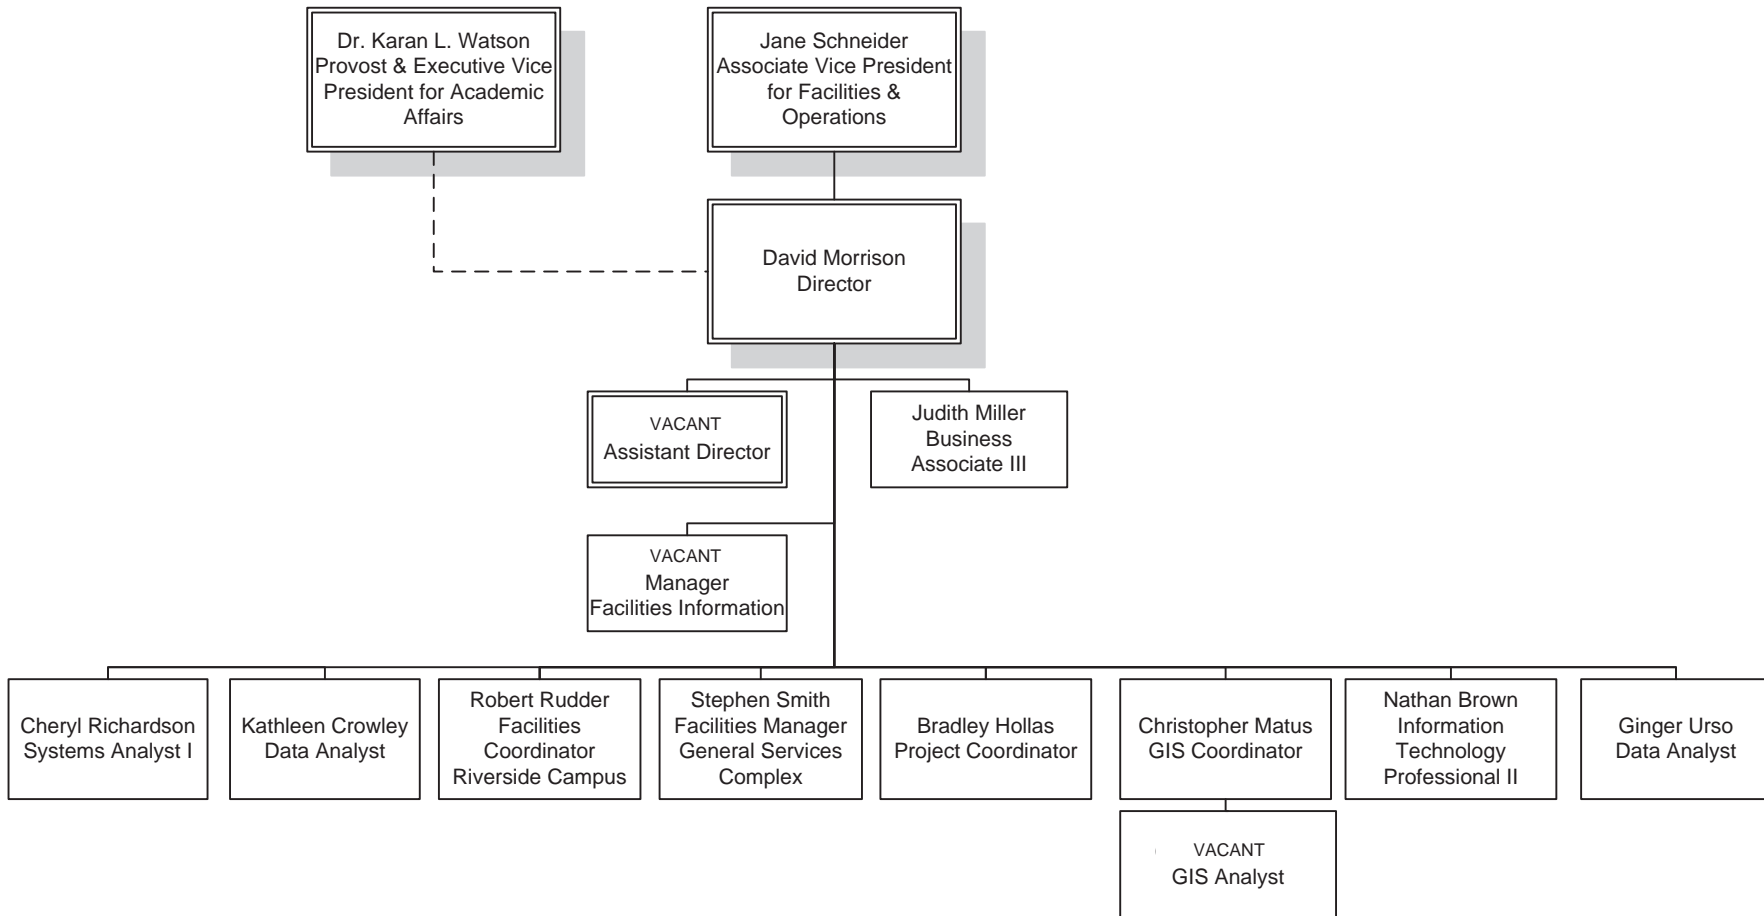 Dr. Karan L. Watson
Provost & Executive Vice
President for Academic
Affairs
Jane Schneider
Associate Vice President
for Facilities &
Operations
David Morrison
Director
VACANT
Assistant Director
Judith Miller
Business
Associate III
VACANT
Manager
Facilities Information
Cheryl Richardson
Systems Analyst I
Kathleen Crowley
Data Analyst
Robert Rudder
Facilities
Coordinator
Riverside Campus
Stephen Smith
Facilities Manager
General Services
Complex
Bradley Hollas
Project Coordinator
Christopher Matus
GIS Coordinator
Nathan Brown
Information
Technology
Professional II
Ginger Urso
Data Analyst
VACANT
GIS Analyst